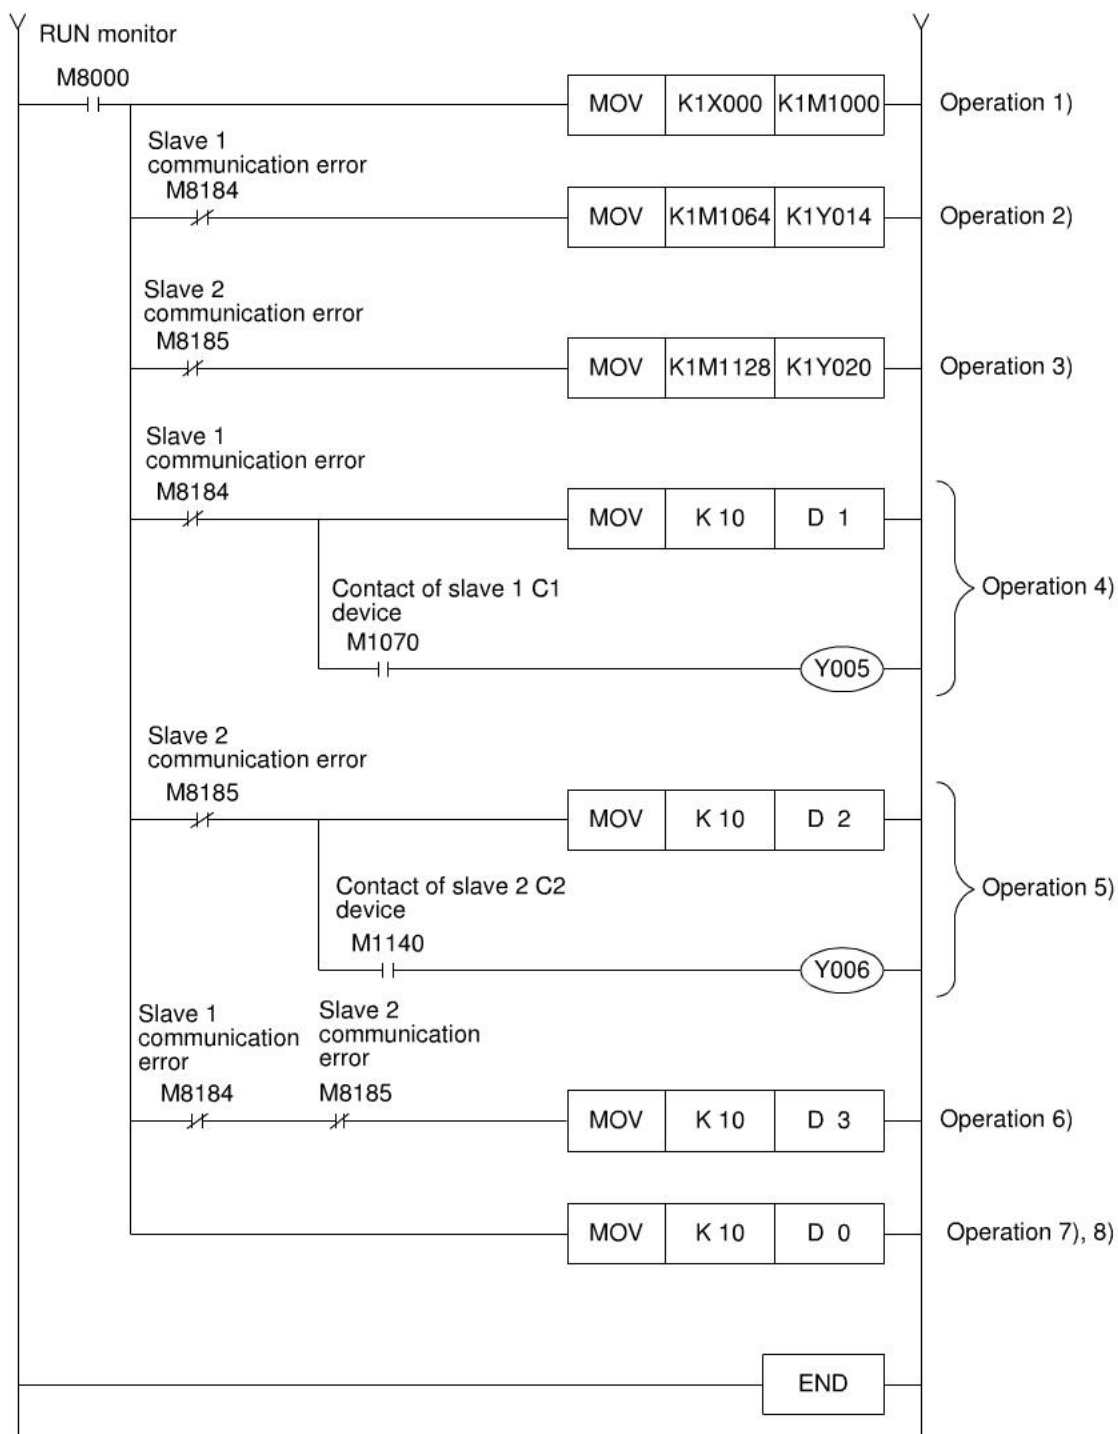 RUN monitor
M8000
MOV K1X000 K1M1000 Operation 1)
Slave 1
communication error
M8184
MOV K1M1064 K1Y014 Operation 2)
Slave 2
communication error
M8185
MOV K1M1128 K1Y020 Operation 3)
Slave 1
communication error
M8184
MOV K 10 D 1
Operation 4)
Contact of slave 1 C1
device
M1070
Y005
Slave 2
communication error
M8185
MOV K 10 D 2
Operation 5)
Contact of slave 2 C2
device
M1140
Y006
Slave 1
communication
error
M8184
Slave 2
communication
error
M8185
MOV K 10 D 3 Operation 6)
MOV K 10 D 0 Operation 7), 8)
END